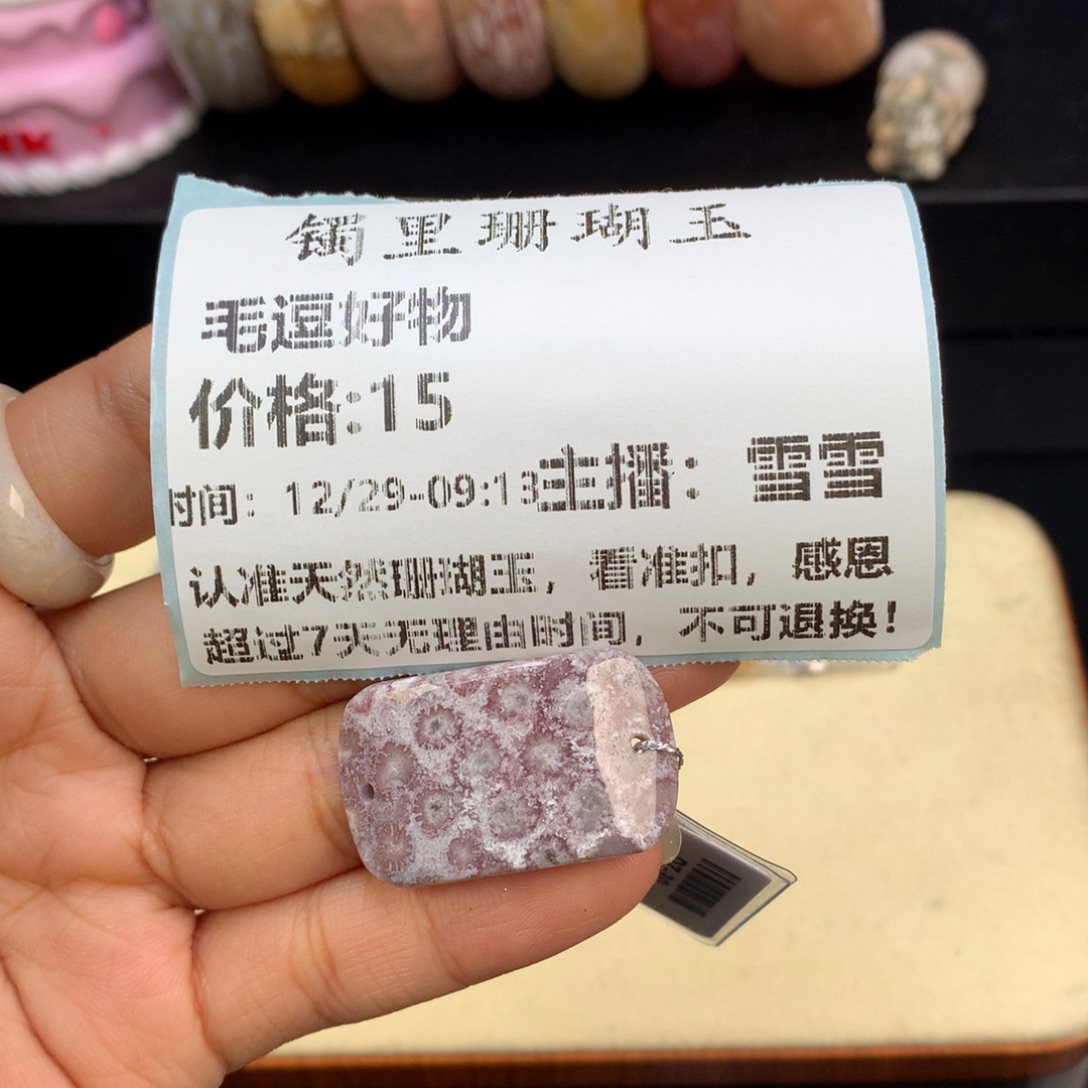 镯里珊瑚玉
毛逗好物
价格:15
时间：12/29-09:13主播：雪雪
认准天然珊瑚玉，看准扣，感恩
超过7天无理由时间，不可退换！